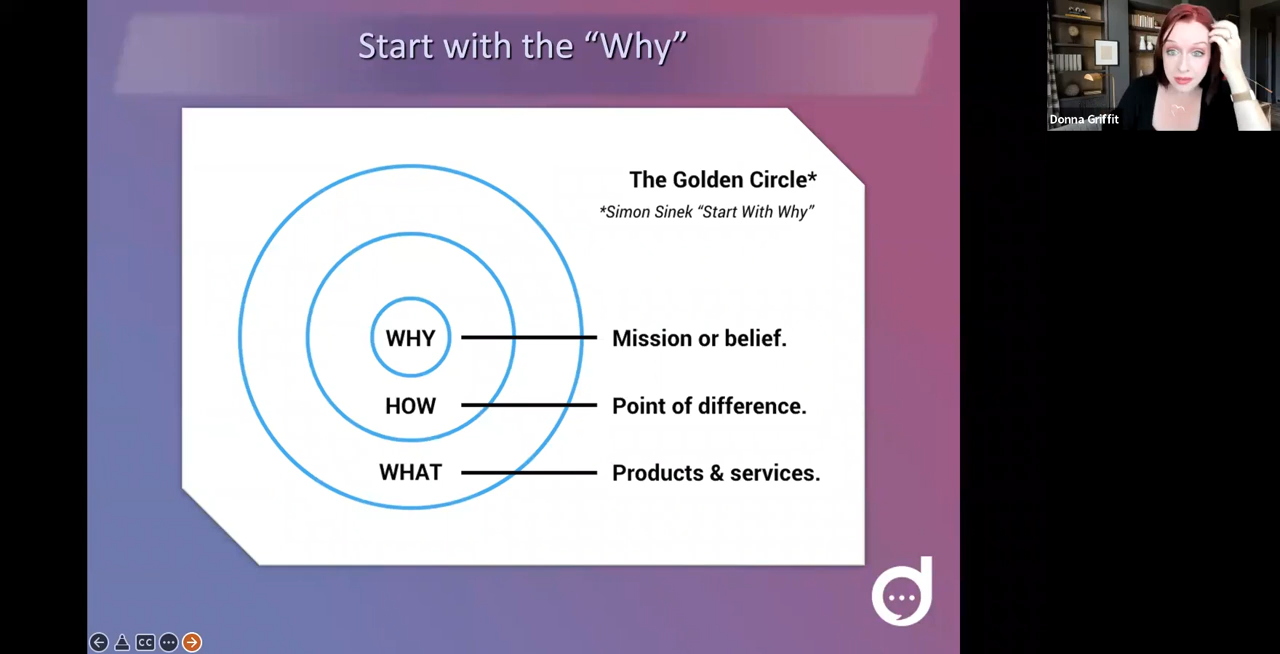 Start with the “Why”
The Golden Circle*
*Simon Sinek “Start With Why”
WHY
Mission or belief.
HOW
Point of difference.
WHAT
Products & services.
Donna Griffit
d
CC